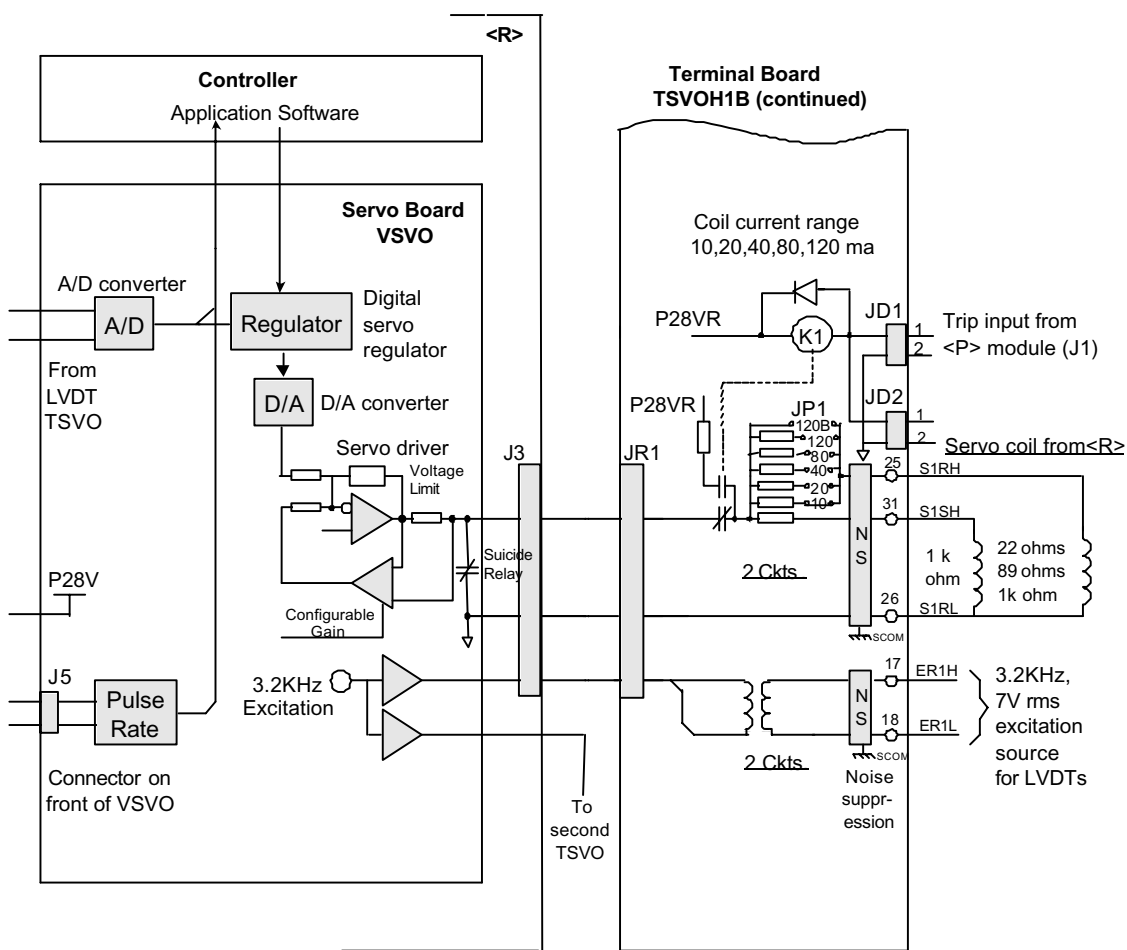 <R>
Controller
Application Software
Servo Board
VSVO
A/D converter
A/D
From
LVDT
TSVO
Regulator
Digital
servo
regulator
D/A
D/A converter
Servo driver
Voltage
Limit
Suicide
Relay
Configurable
Gain
P28V
J5
Pulse
Rate
Connector on
front of VSVO
3.2KHz
Excitation
To
second
TSVO
J3
JR1
Terminal Board
TSVOH1B (continued)
Coil current range
10,20,40,80,120 ma
P28VR
K1
JD1
1
2
Trip input from
<P> module (J1)
JD2
1
2
P28VR
JP1
120B
120
80
40
20
10
Servo coil from<R>
25
S1RH
31
S1SH
N
S
1 k
ohm
22 ohms
89 ohms
1k ohm
2 Ckts
26
S1RL
SCOM
17
ER1H
N
S
18
ER1L
SCOM
3.2KHz,
7V rms
excitation
source
for LVDTs
2 Ckts
Noise
suppr-
ession